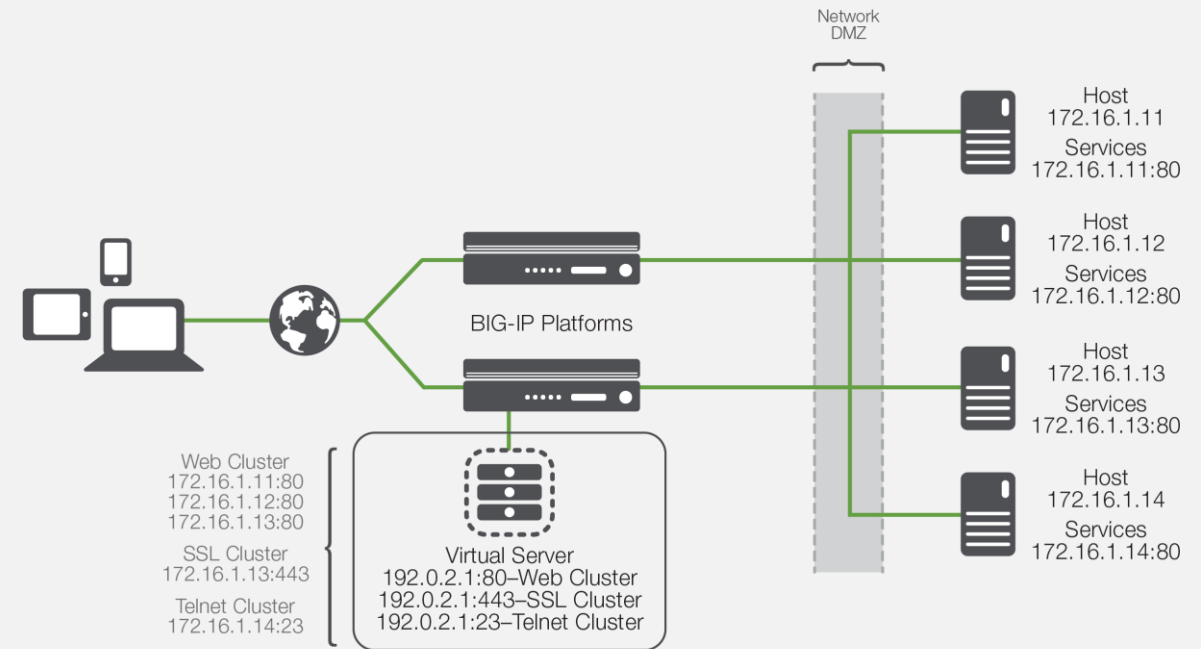 Network
DMZ
Host
172.16.1.11
Services
172.16.1.11:80
Host
172.16.1.12
Services
172.16.1.12:80
BIG-IP Platforms
Host
172.16.1.13
Services
172.16.1.13:80
Web Cluster
172.16.1.11:80
172.16.1.12:80
172.16.1.13:80
SSL Cluster
172.16.1.13:443
Telnet Cluster
172.16.1.14:23
Virtual Server
192.0.2.1:80–Web Cluster
192.0.2.1:443–SSL Cluster
192.0.2.1:23–Telnet Cluster
Host
172.16.1.14
Services
172.16.1.14:80